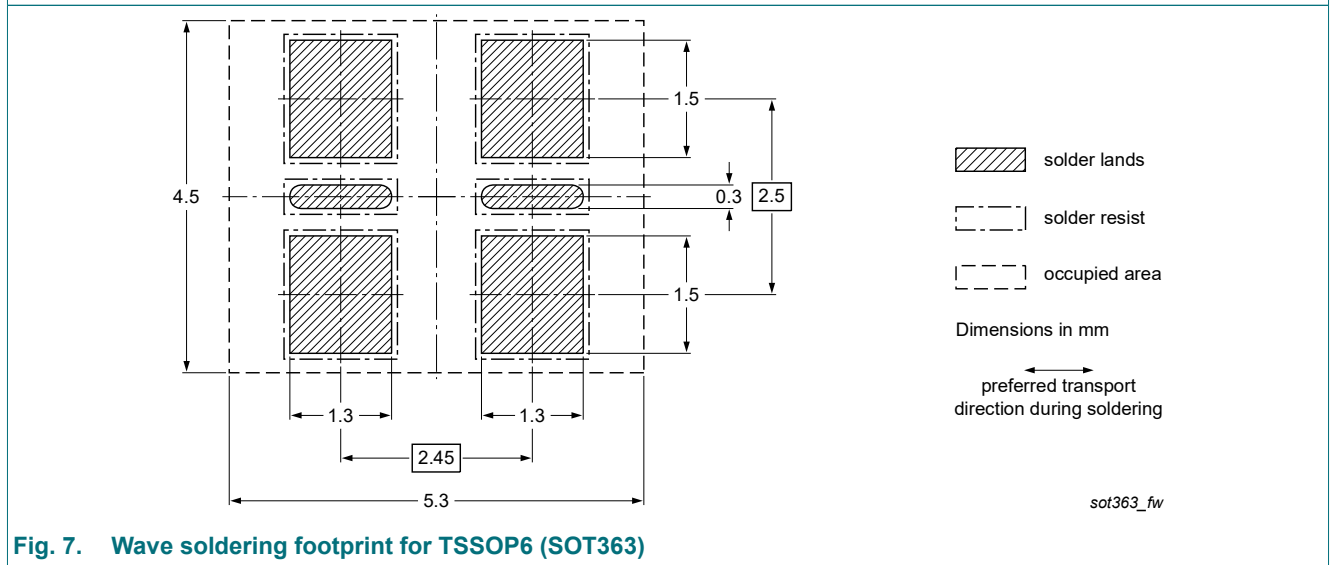 1.5
solder lands
4.5
0.3 2.5
solder resist
occupied area
1.5
Dimensions in mm
preferred transport
direction during soldering
1.3 1.3
2.45
5.3
sot363_fw
Fig. 7. Wave soldering footprint for TSSOP6 (SOT363)